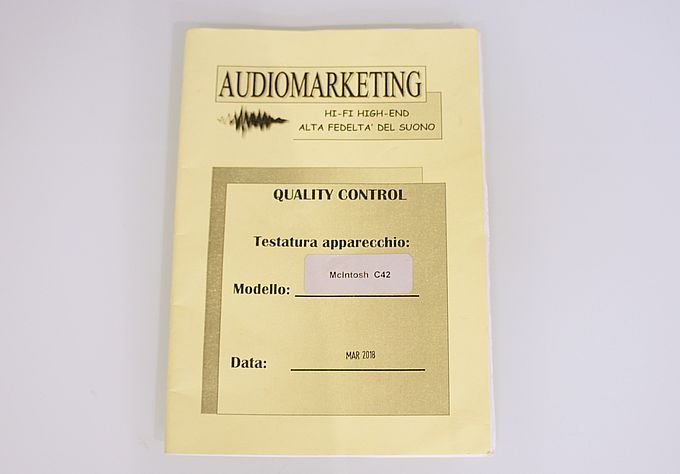 AUDIOMARKETING
HI-FI HIGH-END
ALTA FEDELTA' DEL SUONO
QUALITY CONTROL
Testatura apparecchio:
McIntosh C42
Modello:
MAR 2018
Data: